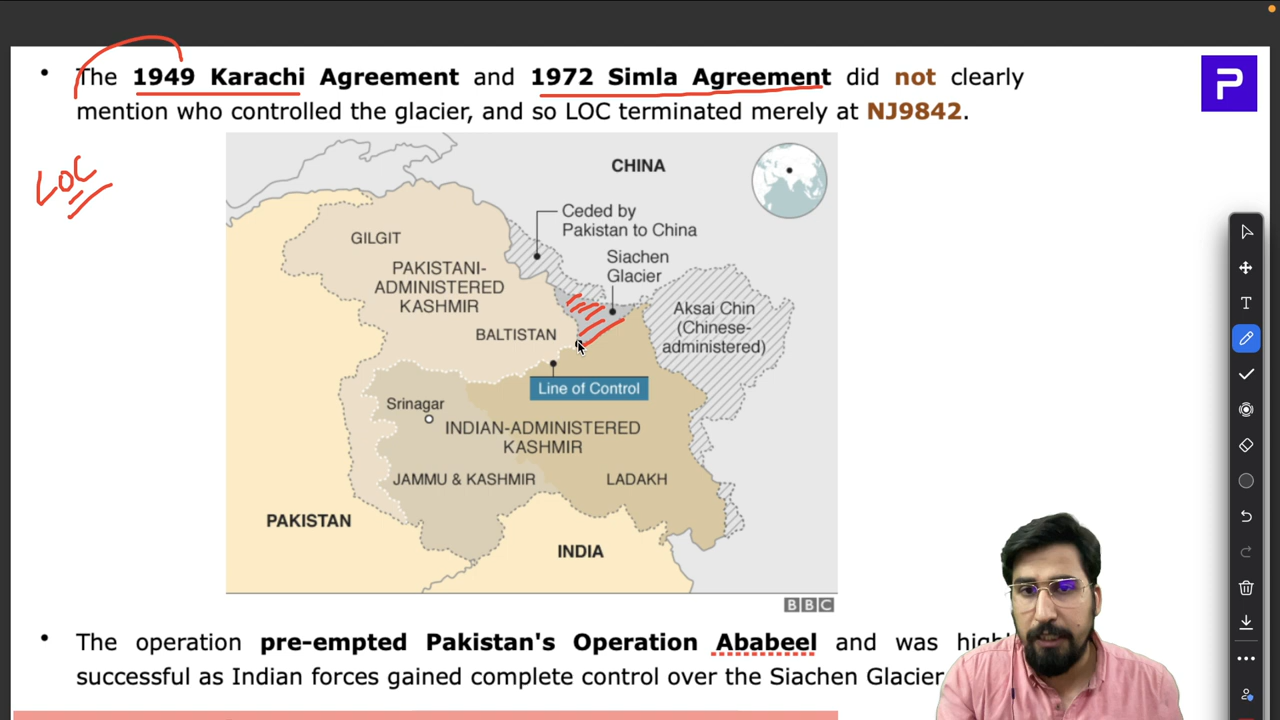 • The 1949 Karachi Agreement and 1972 Simla Agreement did not clearly
mention who controlled the glacier, and so LOC terminated merely at NJ9842.
P
LOC
CHINA
Ceded by
Pakistan to China
GILGIT
Siachen
Glacier
PAKISTANI-
ADMINISTERED
KASHMIR
Aksai Chin
(Chinese-
administered)
BALTISTAN
Line of Control
Srinagar
INDIAN-ADMINISTERED
KASHMIR
JAMMU & KASHMIR
LADAKH
PAKISTAN
INDIA
BBC
• The operation pre-empted Pakistan's Operation Ababeel and was
successful as Indian forces gained complete control over the Siachen Glacier
T